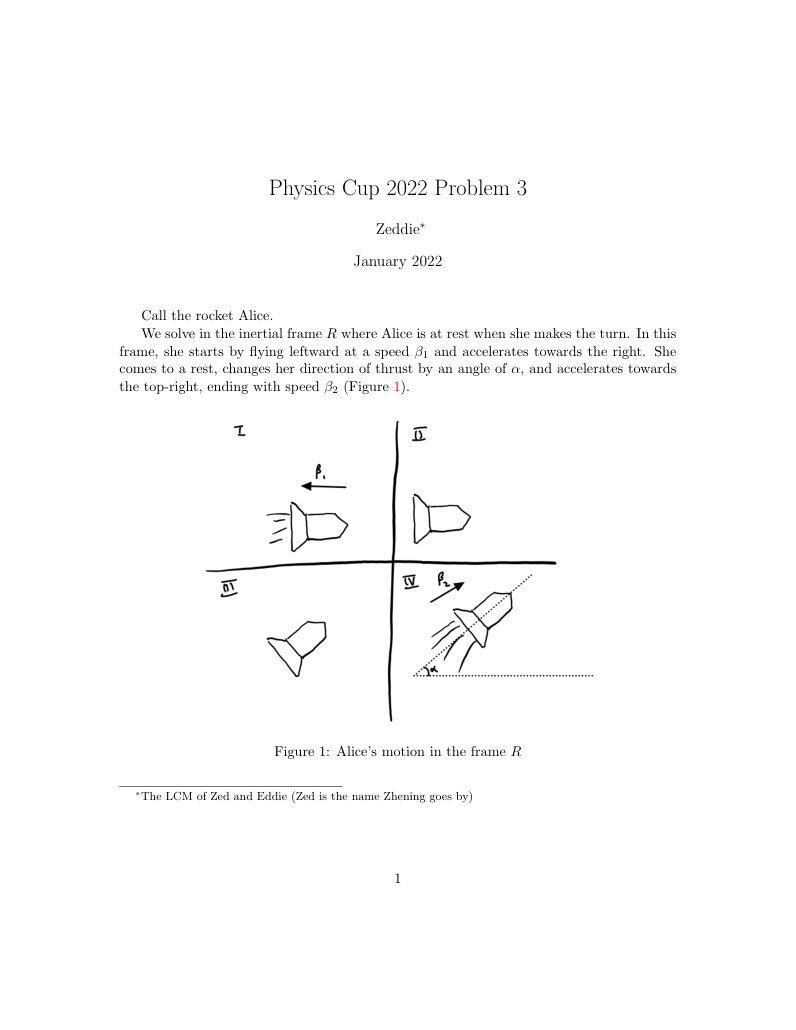 Physics Cup 2022 Problem 3
Zeddie*
January 2022
Call the rocket Alice.
We solve in the inertial frame R where Alice is at rest when she makes the turn. In this
frame, she starts by flying leftward at a speed β₁ and accelerates towards the right. She
comes to a rest, changes her direction of thrust by an angle of α, and accelerates towards
the top-right, ending with speed β₂ (Figure 1).
I
II
β₁
III
IV
β₂
α
Figure 1: Alice's motion in the frame R
*The LCM of Zed and Eddie (Zed is the name Zhening goes by)
1